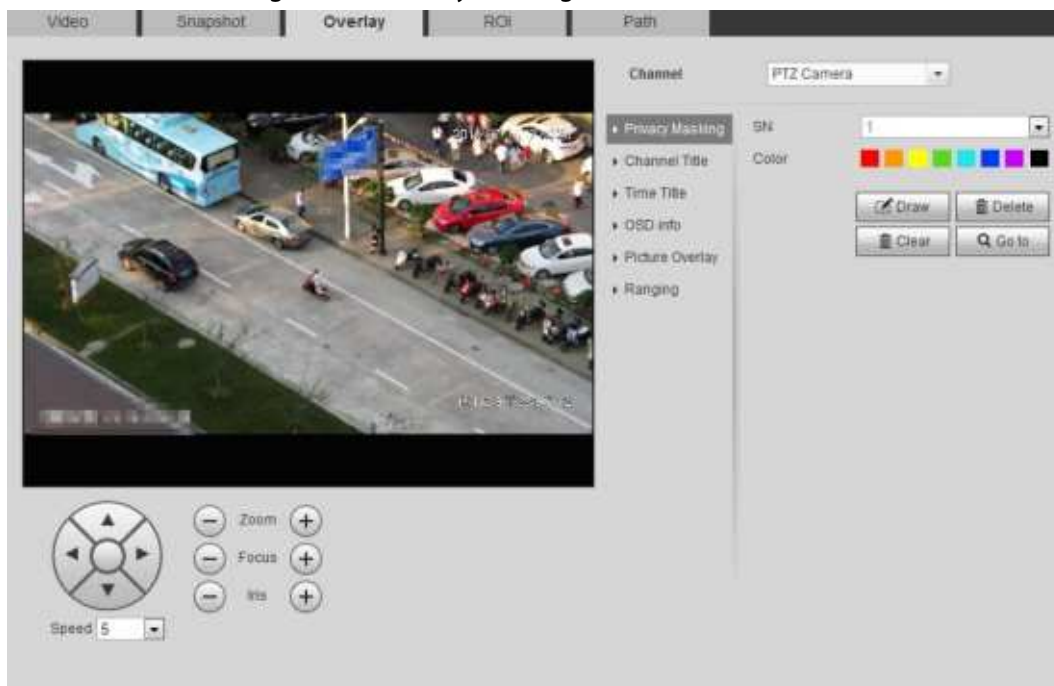 Video Snapshot Overlay ROI Path
Channel PTZ Camera
Privacy Masking
Channel Title
Time Title
OSD info
Picture Overlay
Ranging
SN 1
Color
Draw Delete
Clear Go to
Zoom
Focus
Iris
Speed 5